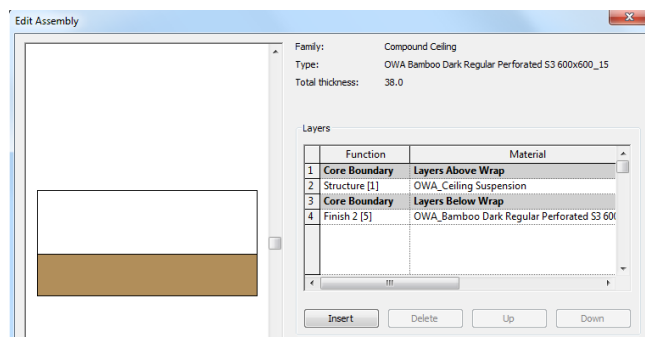 Edit Assembly
Family: Compound Ceiling
Type: OWA Bamboo Dark Regular Perforated S3 600x600_15
Total thickness: 38.0
Layers
Function Material
1 Core Boundary Layers Above Wrap
2 Structure [1] OWA_Ceiling Suspension
3 Core Boundary Layers Below Wrap
4 Finish 2 [5] OWA_Bamboo Dark Regular Perforated S3 600
Insert Delete Up Down